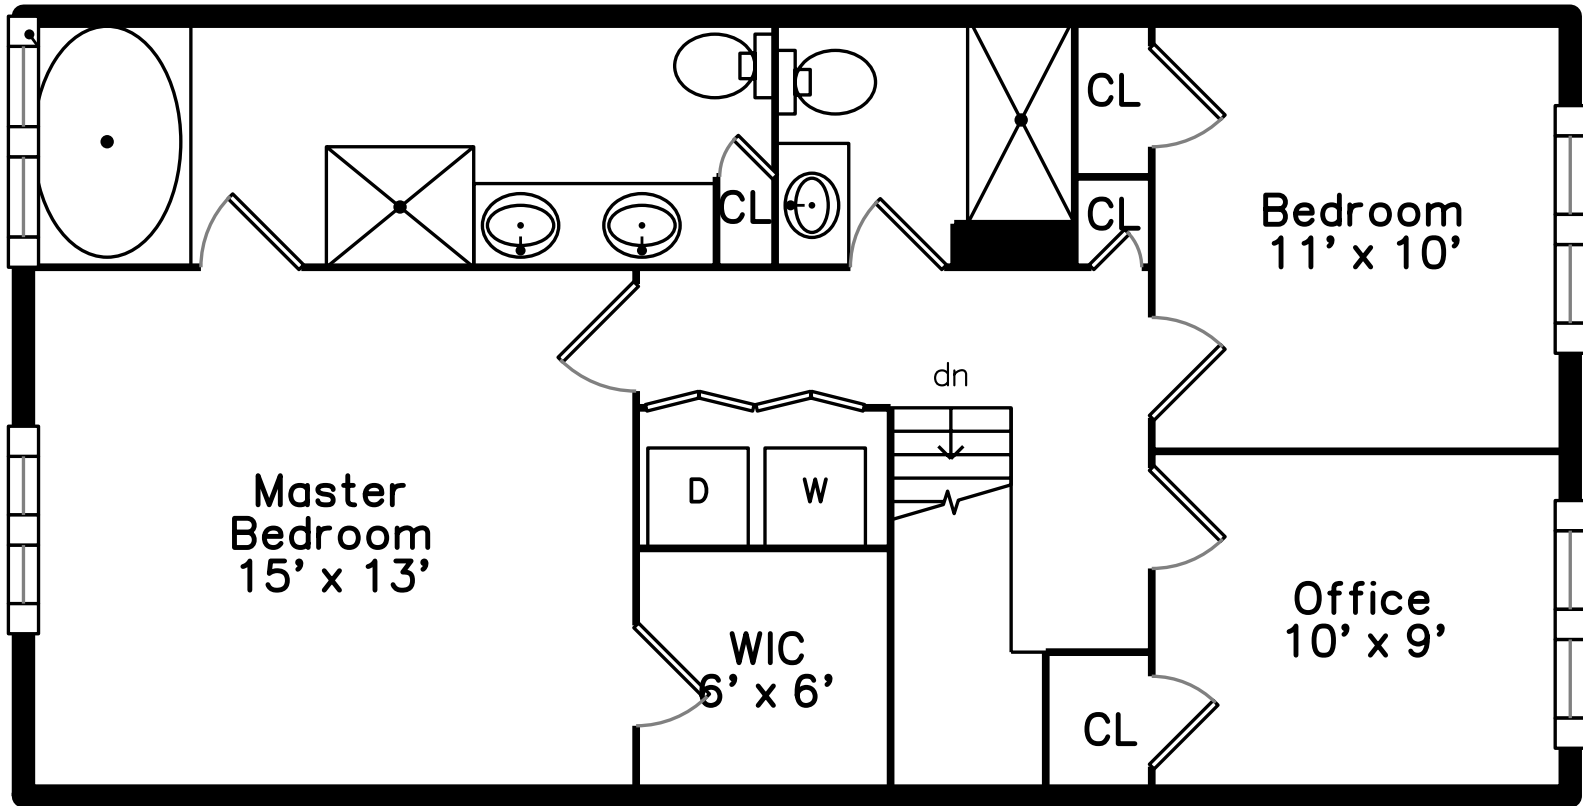 CL
CL
CL
Bedroom
11’ x 10’
dn
Master
Bedroom
15’ x 13’
D
W
Office
10’ x 9’
WIC
6’ x 6’
CL